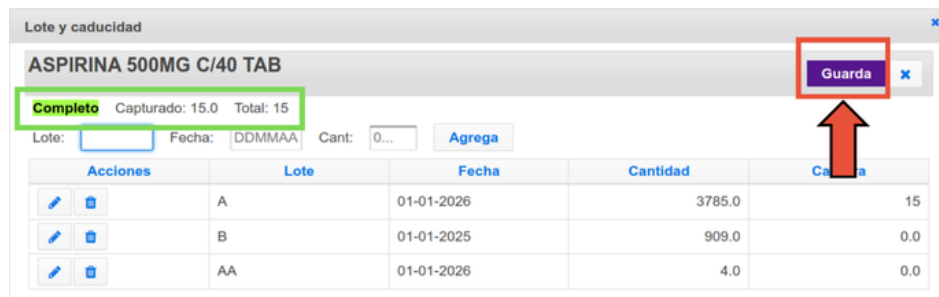 Lote y caducidad
ASPIRINA 500MG C/40 TAB
Guarda
Completo Capturado: 15.0 Total: 15
Lote: Fecha: DDMMAA Cant: 0... Agrega
Acciones Lote Fecha Cantidad
A 01-01-2026 3785.0 15
B 01-01-2025 909.0 0.0
AA 01-01-2026 4.0 0.0